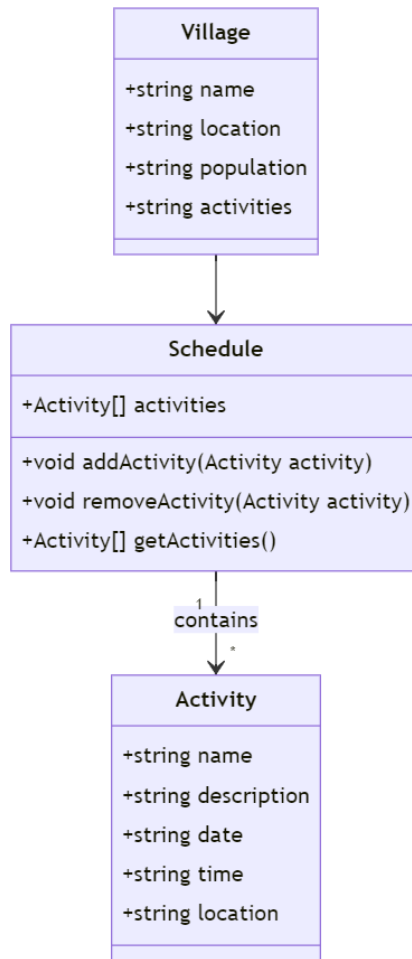 Village
+string name
+string location
+string population
+string activities
Schedule
+Activity[] activities
+void addActivity(Activity activity)
+void removeActivity(Activity activity)
+Activity[] getActivities()
1
contains
*
Activity
+string name
+string description
+string date
+string time
+string location